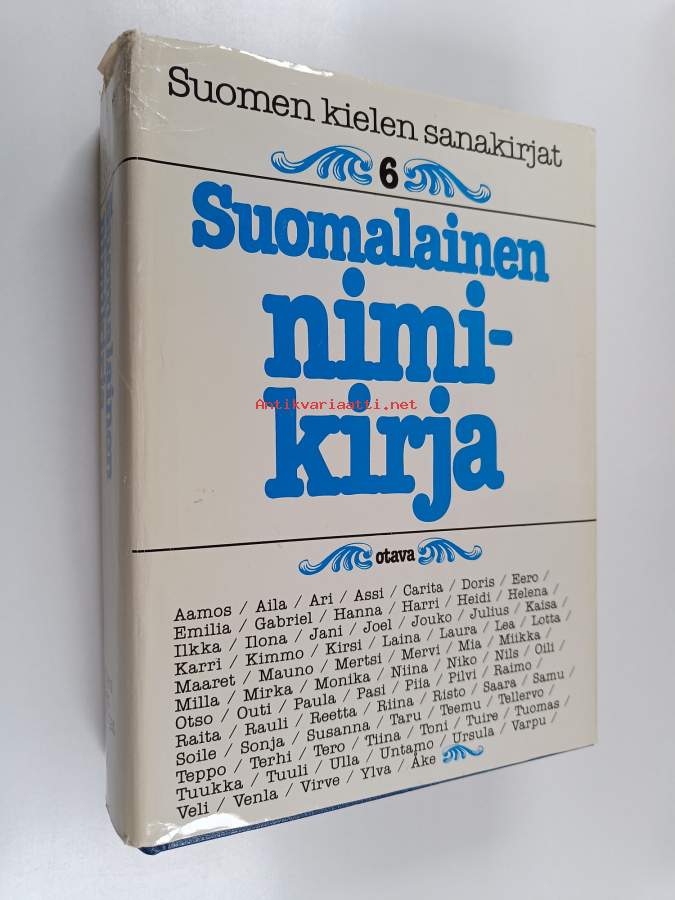 Suomen kielen sanakirjat
6
Suomalainen
nimi-
kirja
Antikvariaatti.net
otava
Aamos / Aila / Ari / Assi / Carita / Doris / Eero /
Emilia / Gabriel / Hanna / Harri / Heidi / Helena /
Ilkka / Ilona / Jani / Joel / Jouko / Julius / Kaisa /
Karri / Kimmo / Kirsi / Laina / Laura / Lea / Lotta /
Maaret / Mauno / Mertsi / Mervi / Mia / Miikka /
Milla / Mirka / Monika / Niina / Niko / Nils / Oili /
Otso / Outi / Paula / Pasi / Piia / Pilvi / Raimo /
Raita / Rauli / Reetta / Riina / Risto / Saara / Samu /
Soile / Sonja / Susanna / Taru / Teemu / Tellervo /
Teppo / Terhi / Tero / Tiina / Toni / Tuire / Tuomas /
Tuukka / Tuuli / Ulla / Untamo / Ursula / Varpu /
Veli / Venla / Virve / Ylva / Åke
Suomalainen